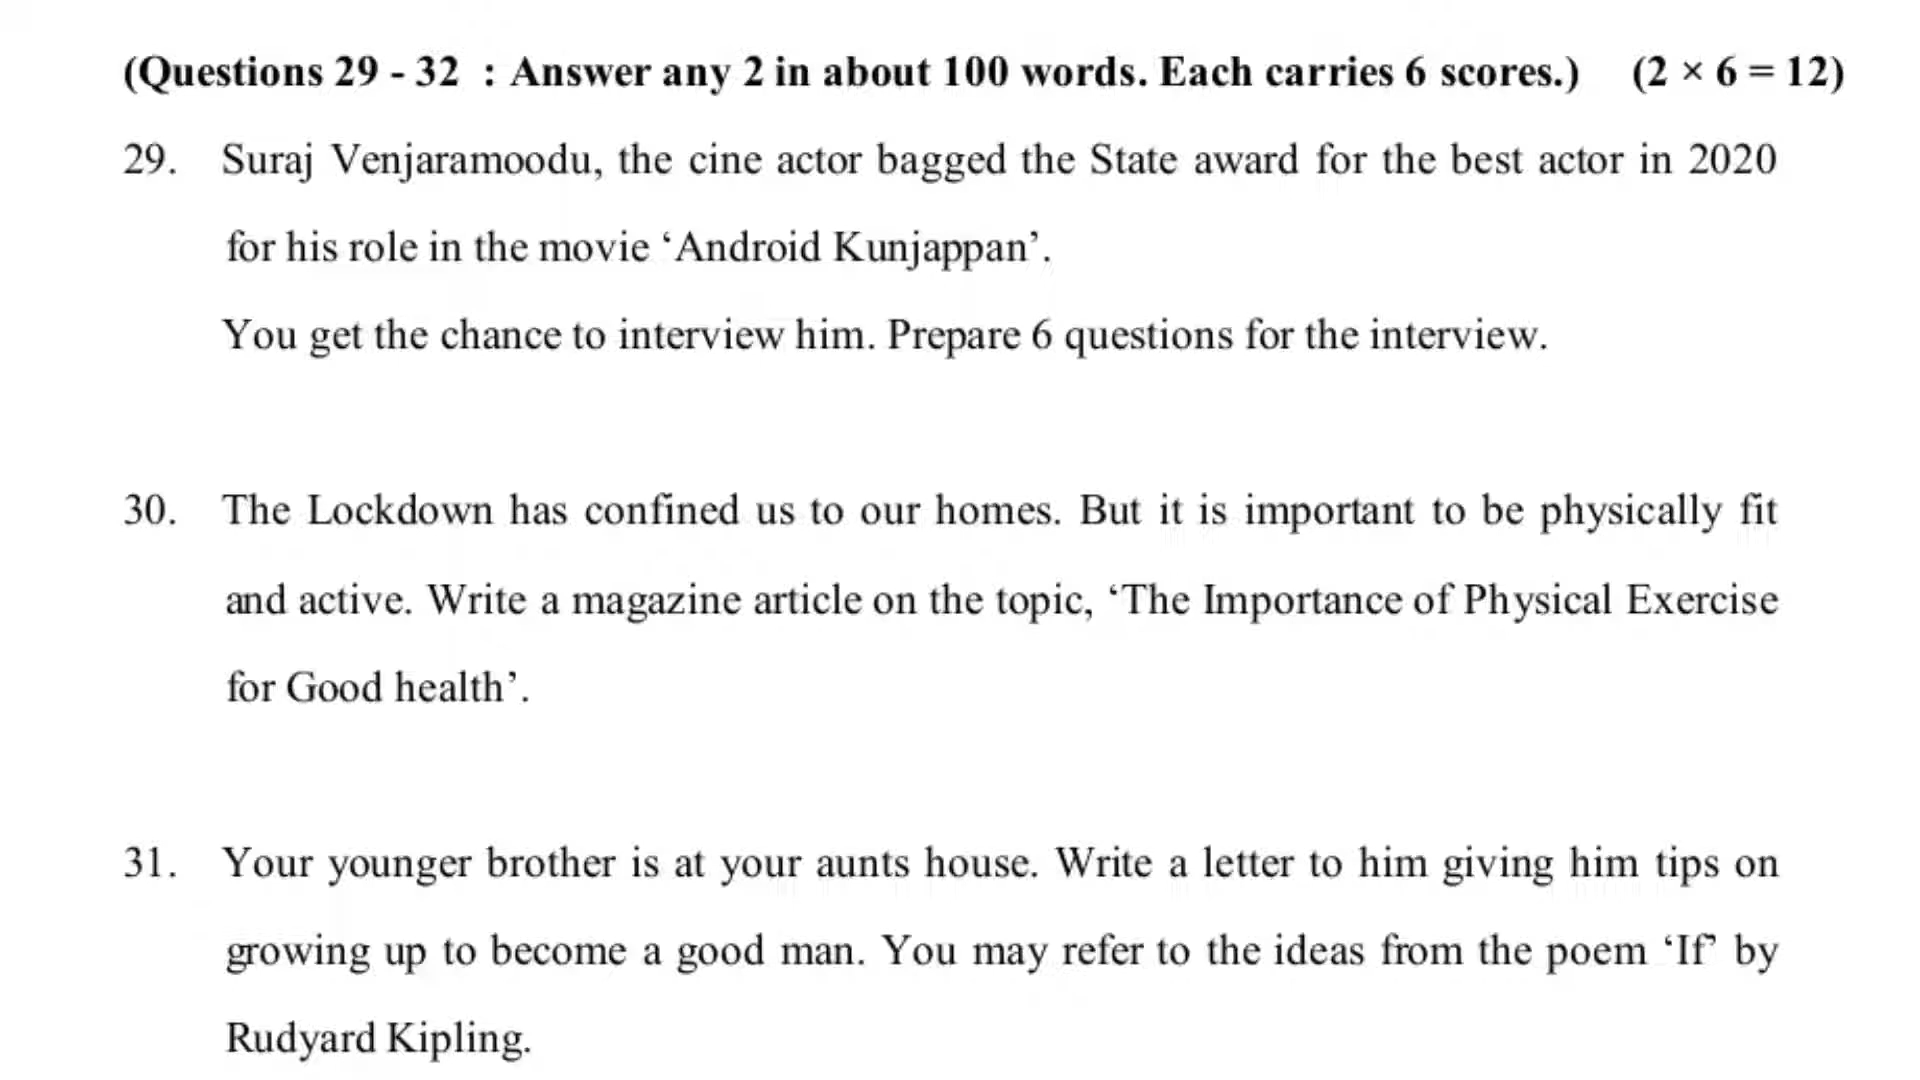 (Questions 29 - 32 : Answer any 2 in about 100 words. Each carries 6 scores.) (2 × 6 = 12)
29. Suraj Venjaramoodu, the cine actor bagged the State award for the best actor in 2020
for his role in the movie ‘Android Kunjappan’.
You get the chance to interview him. Prepare 6 questions for the interview.
30. The Lockdown has confined us to our homes. But it is important to be physically fit
and active. Write a magazine article on the topic, ‘The Importance of Physical Exercise
for Good health’.
31. Your younger brother is at your aunts house. Write a letter to him giving him tips on
growing up to become a good man. You may refer to the ideas from the poem ‘If’ by
Rudyard Kipling.